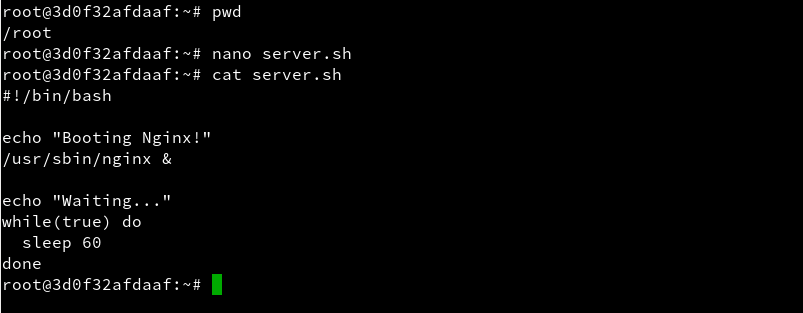 root@3d0f32afdaaf:~# pwd
/root
root@3d0f32afdaaf:~# nano server.sh
root@3d0f32afdaaf:~# cat server.sh
#!/bin/bash

echo "Booting Nginx!"
/usr/sbin/nginx &

echo "Waiting..."
while(true) do
  sleep 60
done
root@3d0f32afdaaf:~#